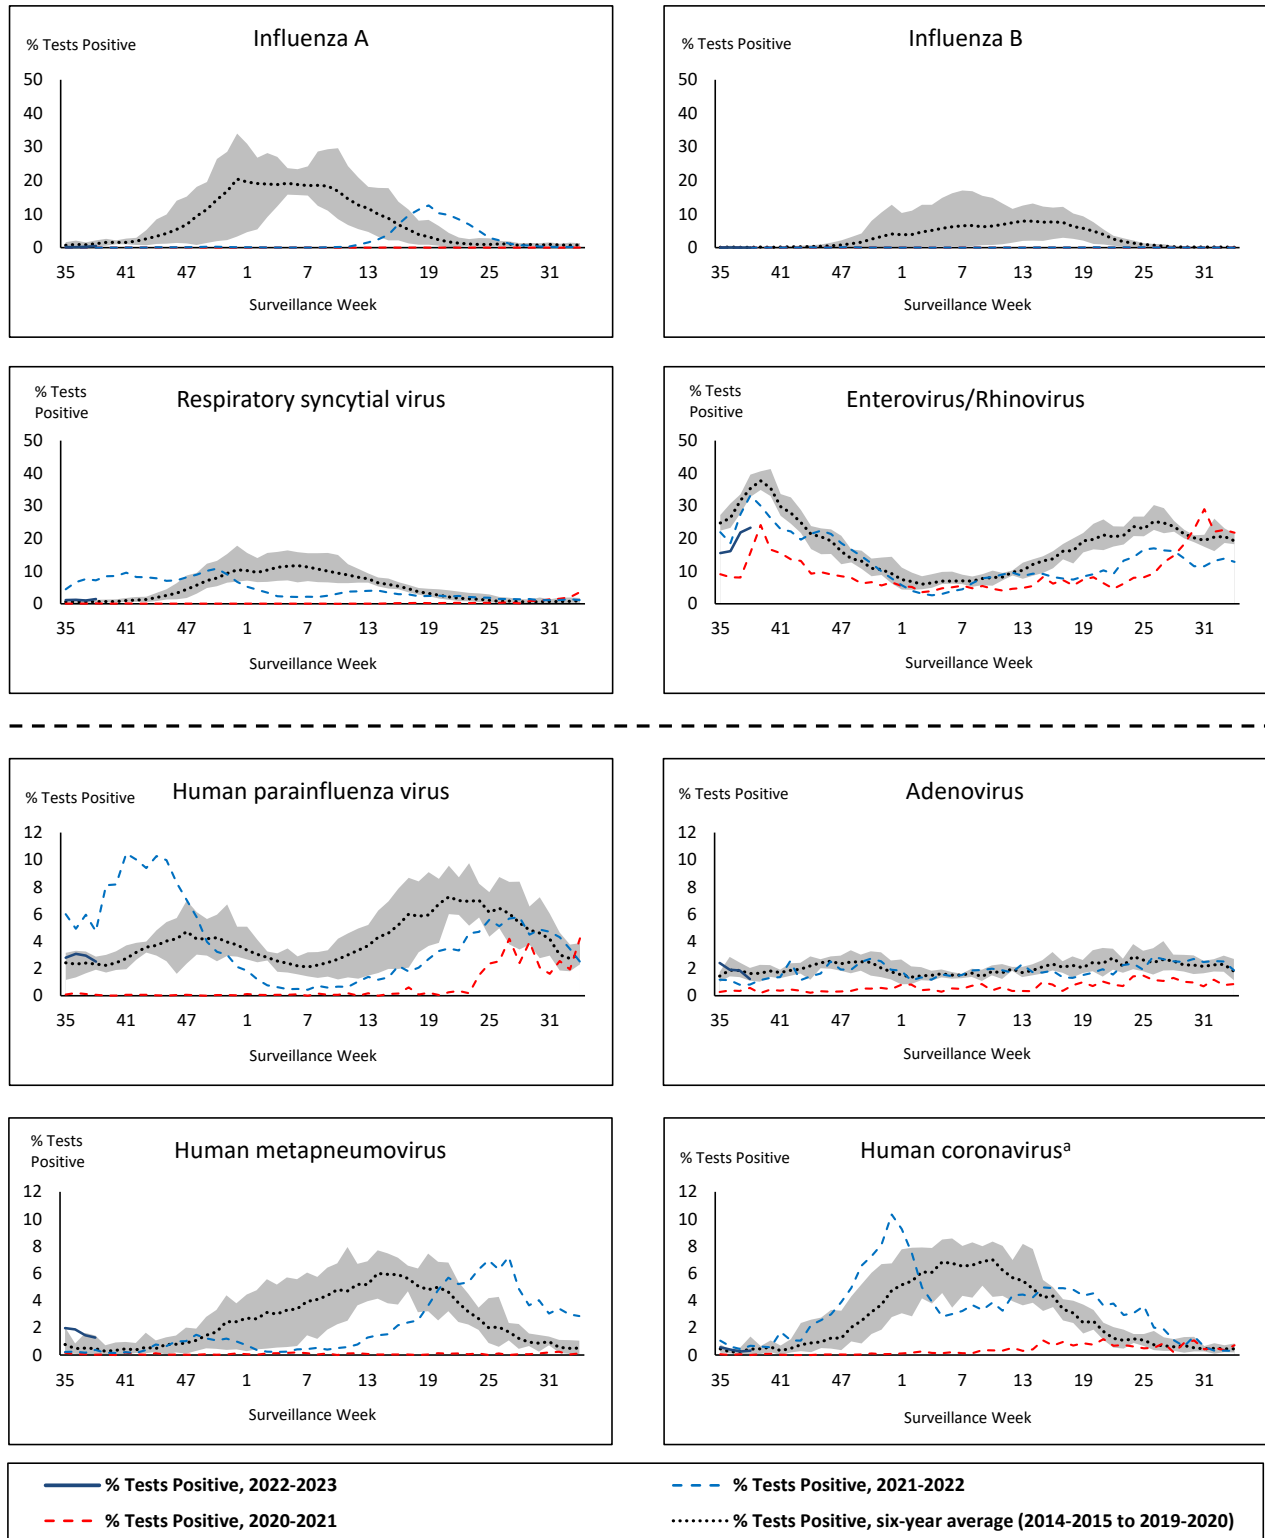 Influenza A
% Tests Positive
50
40
30
20
10
0
35 41 47 1 7 13 19 25 31
Surveillance Week
Influenza B
% Tests Positive
50
40
30
20
10
0
35 41 47 1 7 13 19 25 31
Surveillance Week
Respiratory syncytial virus
% Tests
Positive
50
40
30
20
10
0
35 41 47 1 7 13 19 25 31
Surveillance Week
Enterovirus/Rhinovirus
% Tests
Positive
50
40
30
20
10
0
35 41 47 1 7 13 19 25 31
Surveillance Week
Human parainfluenza virus
% Tests Positive
12
10
8
6
4
2
0
35 41 47 1 7 13 19 25 31
Surveillance Week
Adenovirus
% Tests Positive
12
10
8
6
4
2
0
35 41 47 1 7 13 19 25 31
Surveillance Week
Human metapneumovirus
% Tests
Positive
12
10
8
6
4
2
0
35 41 47 1 7 13 19 25 31
Surveillance Week
Human coronavirusᵃ
% Tests Positive
12
10
8
6
4
2
0
35 41 47 1 7 13 19 25 31
Surveillance Week
% Tests Positive, 2022-2023
% Tests Positive, 2021-2022
% Tests Positive, 2020-2021
% Tests Positive, six-year average (2014-2015 to 2019-2020)